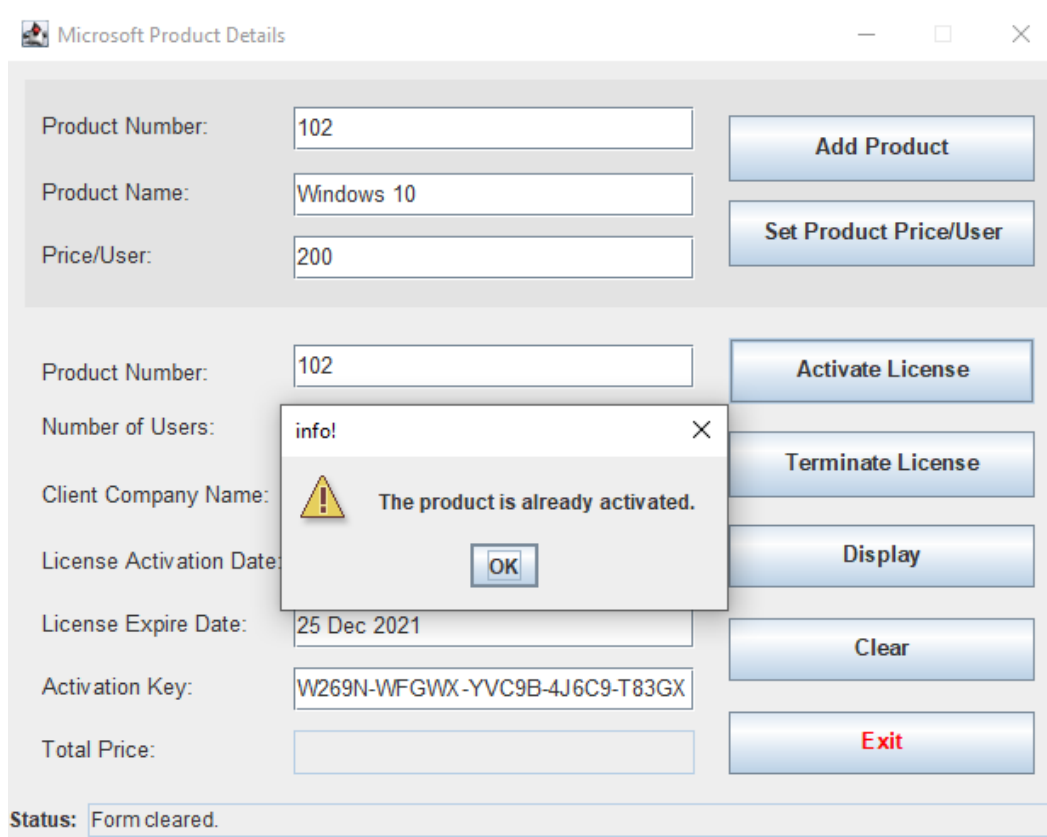 Microsoft Product Details
Product Number: 102
Add Product
Product Name: Windows 10
Set Product Price/User
Price/User: 200
Product Number: 102
Activate License
Number of Users:
info!
Terminate License
Client Company Name:
The product is already activated.
License Activation Date:
OK
Display
License Expire Date: 25 Dec 2021
Clear
Activation Key: W269N-WFGWX-YVC9B-4J6C9-T83GX
Total Price:
Exit
Status: Form cleared.